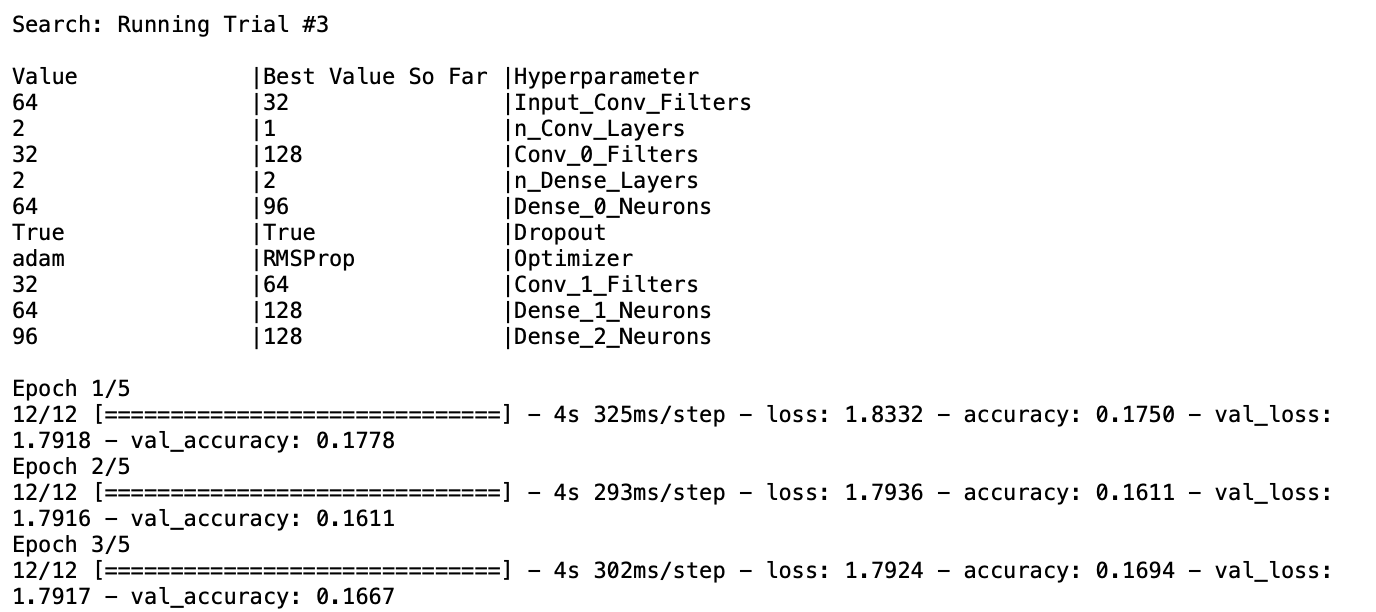 Search: Running Trial #3
Value |Best Value So Far |Hyperparameter
64 |32 |Input_Conv_Filters
2 |1 |n_Conv_Layers
32 |128 |Conv_0_Filters
2 |2 |n_Dense_Layers
64 |96 |Dense_0_Neurons
True |True |Dropout
adam |RMSProp |Optimizer
32 |64 |Conv_1_Filters
64 |128 |Dense_1_Neurons
96 |128 |Dense_2_Neurons
Epoch 1/5
12/12 [==============================] – 4s 325ms/step – loss: 1.8332 – accuracy: 0.1750 – val_loss:
1.7918 – val_accuracy: 0.1778
Epoch 2/5
12/12 [==============================] – 4s 293ms/step – loss: 1.7936 – accuracy: 0.1611 – val_loss:
1.7916 – val_accuracy: 0.1611
Epoch 3/5
12/12 [==============================] – 4s 302ms/step – loss: 1.7924 – accuracy: 0.1694 – val_loss:
1.7917 – val_accuracy: 0.1667